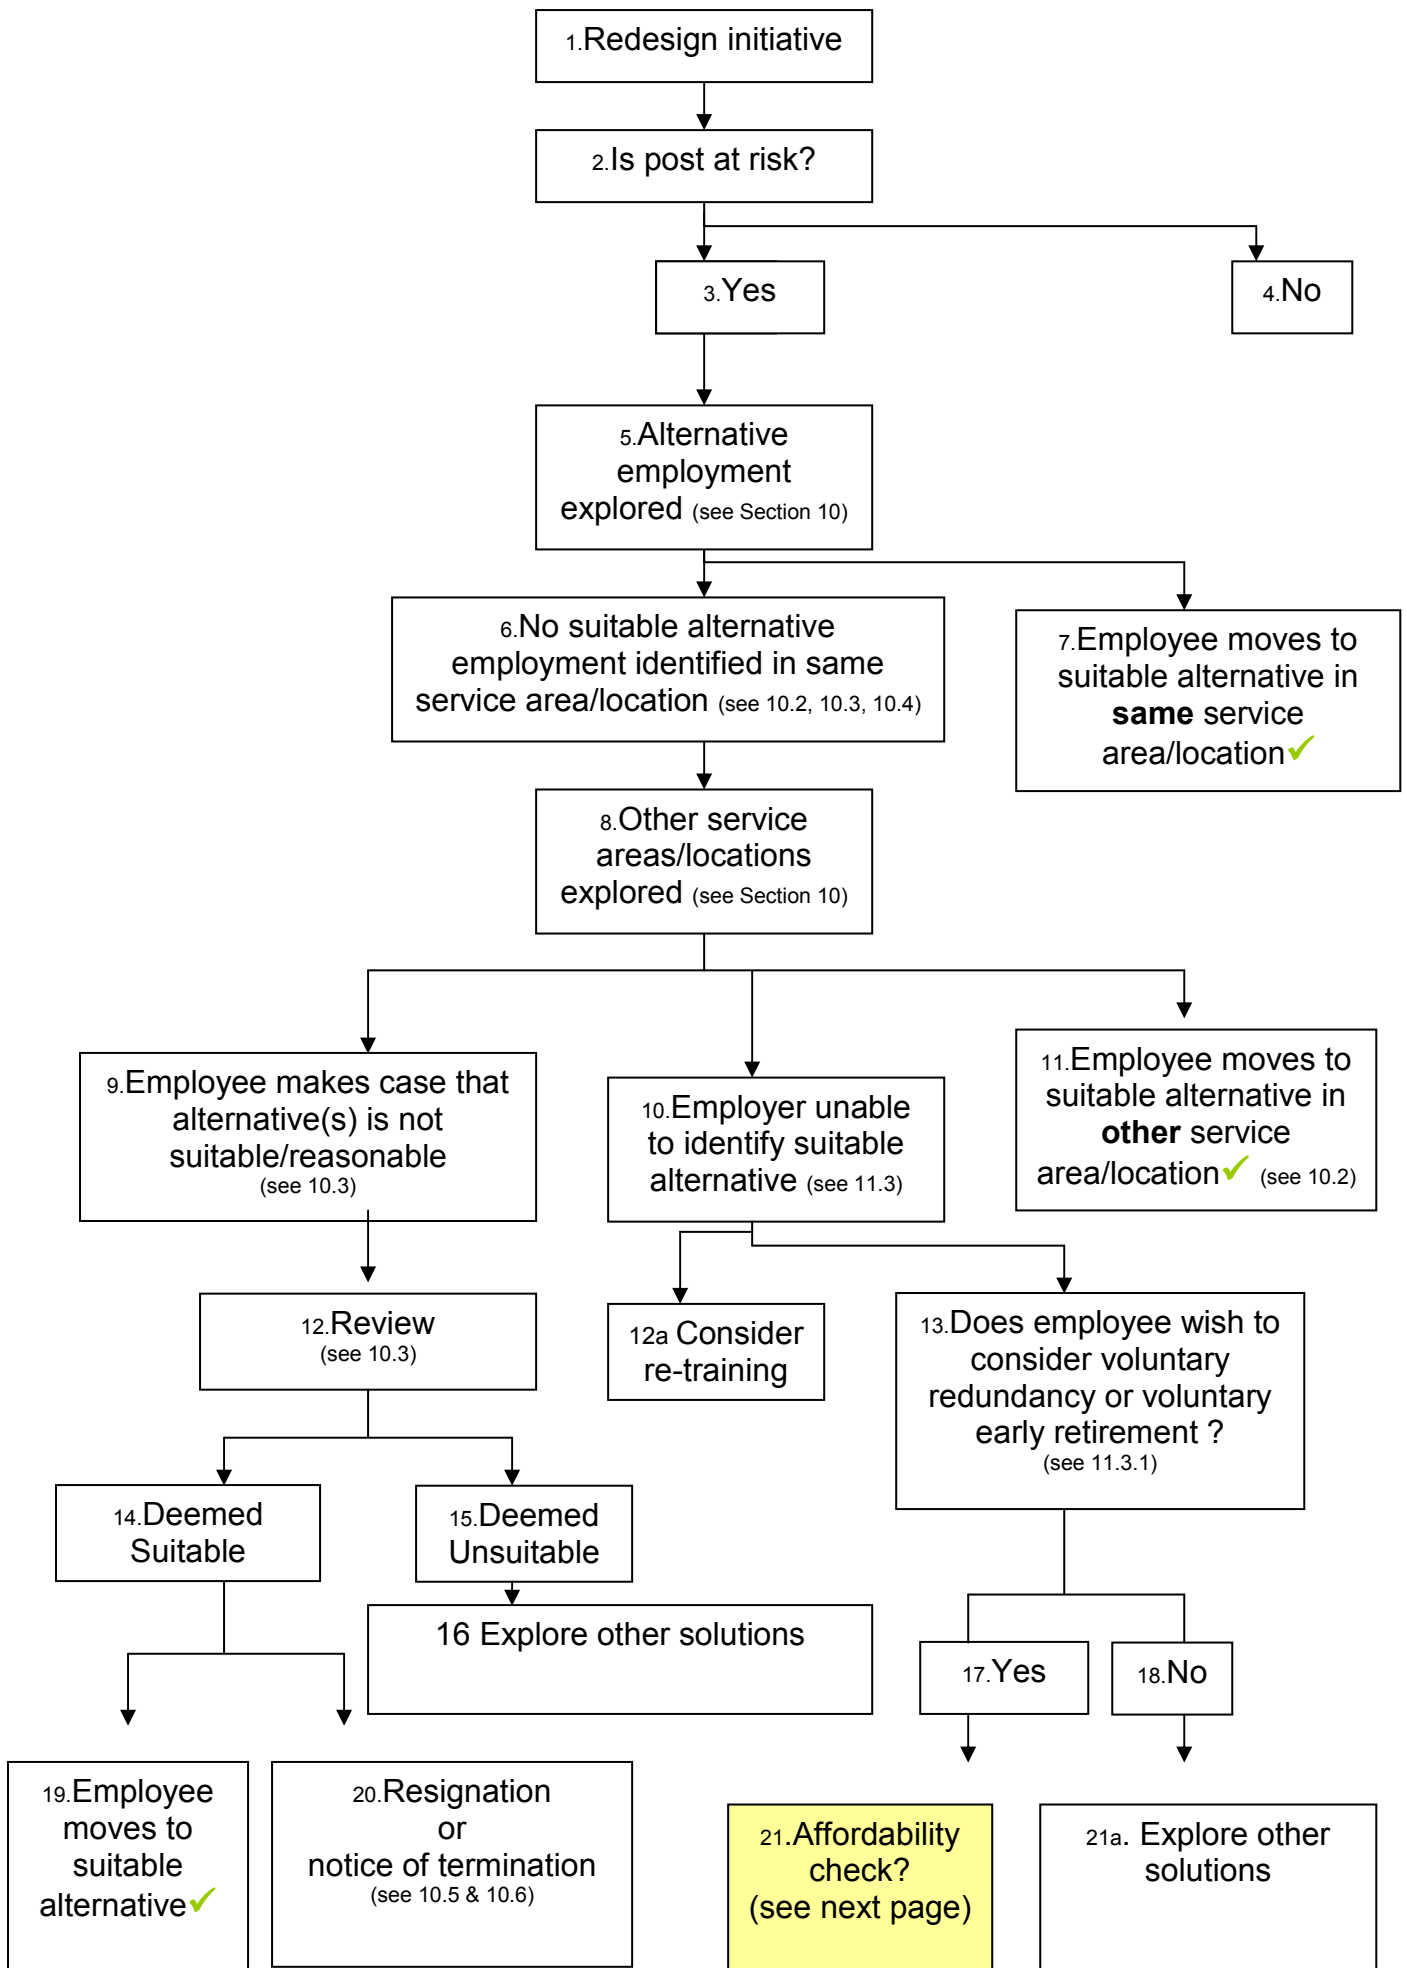 1.Redesign initiative
2.Is post at risk?
3.Yes
4.No
5.Alternative
employment
explored (see Section 10)
6.No suitable alternative
employment identified in same
service area/location (see 10.2, 10.3, 10.4)
7.Employee moves to
suitable alternative in
same service
area/location✓
8.Other service
areas/locations
explored (see Section 10)
9.Employee makes case that
alternative(s) is not
suitable/reasonable
(see 10.3)
10.Employer unable
to identify suitable
alternative (see 11.3)
11.Employee moves to
suitable alternative in
other service
area/location✓ (see 10.2)
12.Review
(see 10.3)
12a Consider
re-training
13.Does employee wish to
consider voluntary
redundancy or voluntary
early retirement ?
(see 11.3.1)
14.Deemed
Suitable
15.Deemed
Unsuitable
16 Explore other solutions
17.Yes
18.No
19.Employee
moves to
suitable
alternative✓
20.Resignation
or
notice of termination
(see 10.5 & 10.6)
21.Affordability
check?
(see next page)
21a. Explore other
solutions